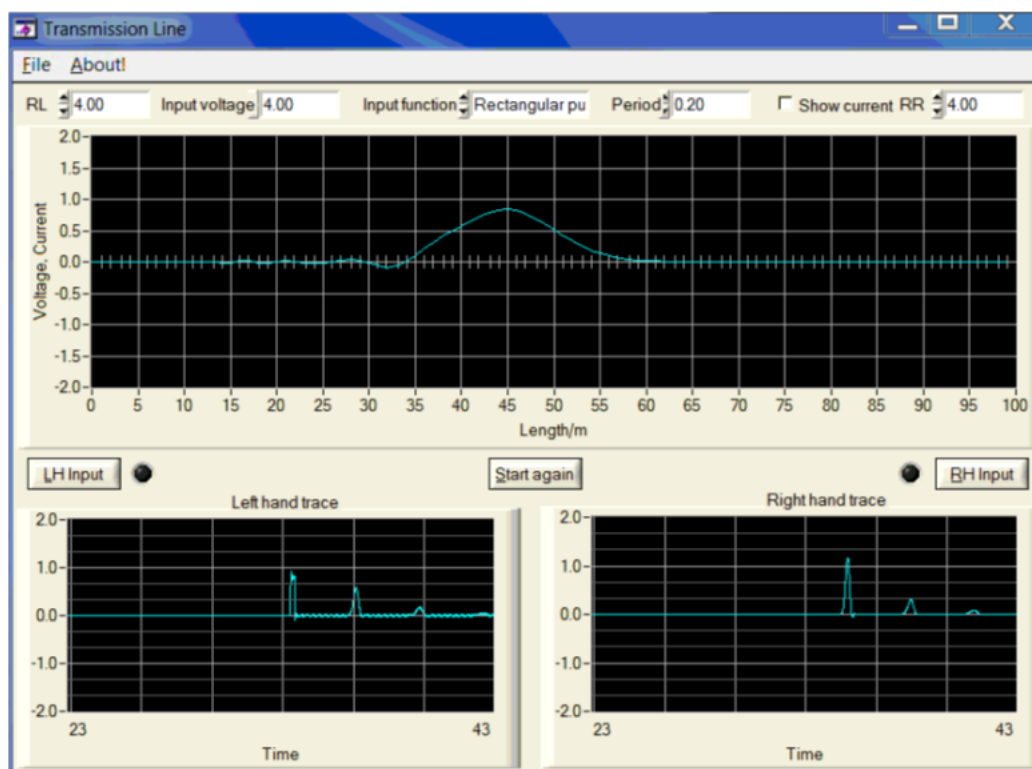 Transmission Line
File About!
RL 4.00 Input voltage 4.00 Input function Rectangular pu Period 0.20 Show current RR 4.00
2.0
1.5
1.0
0.5
0.0
-0.5
-1.0
-1.5
-2.0
Voltage, Current
0 5 10 15 20 25 30 35 40 45 50 55 60 65 70 75 80 85 90 95 100
Length/m
LH Input Start again RH Input
Left hand trace
2.0
1.0
0.0
-1.0
-2.0
23 43
Time
Right hand trace
2.0
1.0
0.0
-1.0
-2.0
23 43
Time